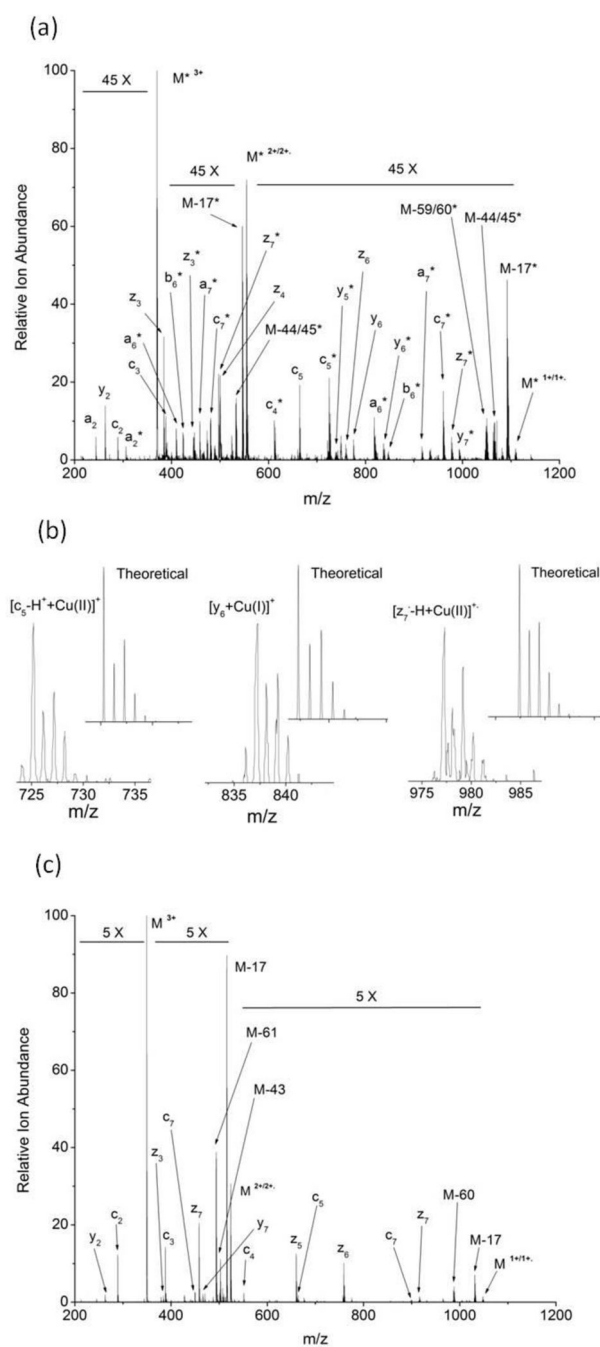 (a)
45 X
M* 3+
45 X
M* 2+/2+.
45 X
M-17*
M-59/60*
M-44/45*
M-17*
z7*
z3*
b6*
a7*
c7*
z4
z6
z3
a6*
c3
M-44/45*
y5*
y6
y6*
a7*
c7*
z7*
M* 1+/1+.
y2
a2
c2
a2*
c4*
c5
c5*
a6*
b6*
y7*
Relative Ion Abundance
100
80
60
40
20
0
200 400 600 800 1000 1200
m/z
(b)
Theoretical
[c5-H++Cu(II)]+
725 730 735
m/z
Theoretical
[y6+Cu(I)]+
835 840
m/z
Theoretical
[z7·-H+Cu(II)]+·
975 980 985
m/z
(c)
M 3+
5 X
5 X
5 X
M-17
M-61
M-43
c7
z3
M 2+/2+.
z7
y7
c2
y2
c3
c4
z5
c5
z6
c7
z7
M-60
M-17
M 1+/1+.
Relative Ion Abundance
100
80
60
40
20
0
200 400 600 800 1000 1200
m/z